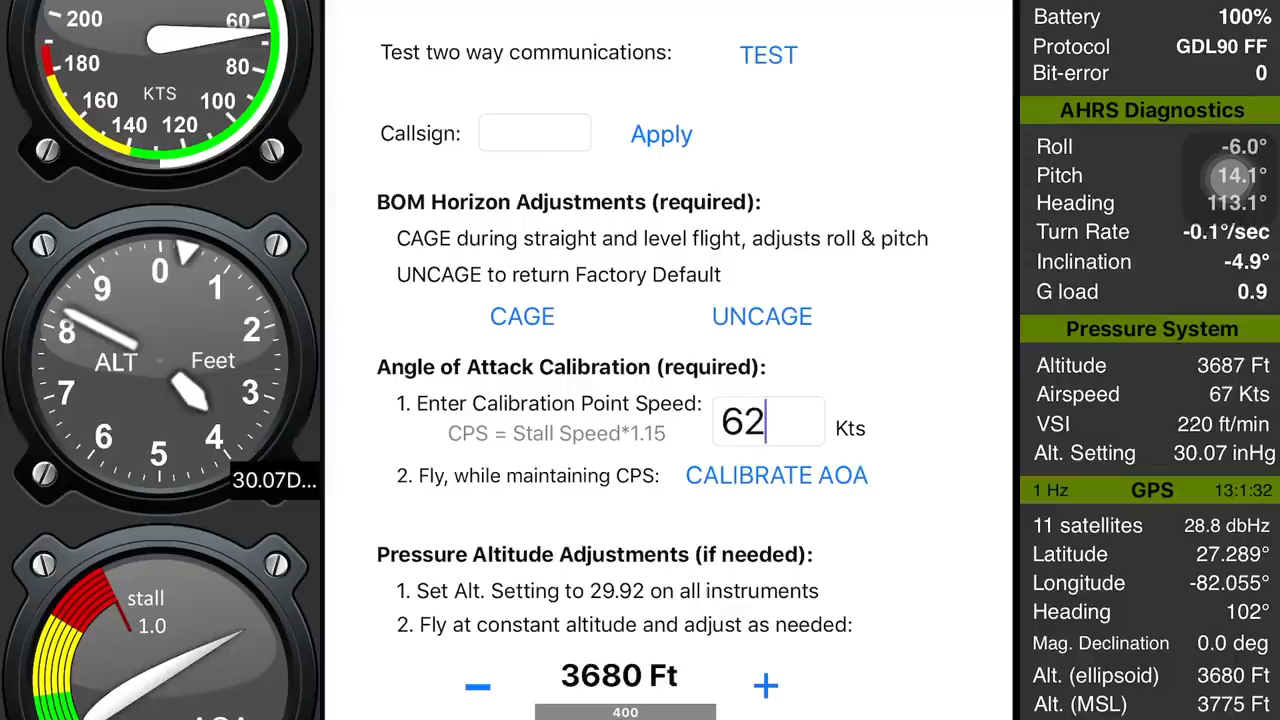 200
60
180
80
160
KTS
100
140
120
0
9
1
8
2
ALT
Feet
7
3
6
4
5
30.07D...
stall
1.0
AOA
Test two way communications:
TEST
Callsign:
Apply
BOM Horizon Adjustments (required):
CAGE during straight and level flight, adjusts roll & pitch
UNCAGE to return Factory Default
CAGE
UNCAGE
Angle of Attack Calibration (required):
1. Enter Calibration Point Speed:
62
Kts
CPS = Stall Speed*1.15
2. Fly, while maintaining CPS:
CALIBRATE AOA
Pressure Altitude Adjustments (if needed):
1. Set Alt. Setting to 29.92 on all instruments
2. Fly at constant altitude and adjust as needed:
− 3680 Ft +
400
Battery 100%
Protocol GDL90 FF
Bit-error 0
AHRS Diagnostics
Roll -6.0°
Pitch 14.1°
Heading 113.1°
Turn Rate -0.1°/sec
Inclination -4.9°
G load 0.9
Pressure System
Altitude 3687 Ft
Airspeed 67 Kts
VSI 220 ft/min
Alt. Setting 30.07 inHg
1 Hz GPS 13:1:32
11 satellites 28.8 dbHz
Latitude 27.289°
Longitude -82.055°
Heading 102°
Mag. Declination 0.0 deg
Alt. (ellipsoid) 3680 Ft
Alt. (MSL) 3775 Ft